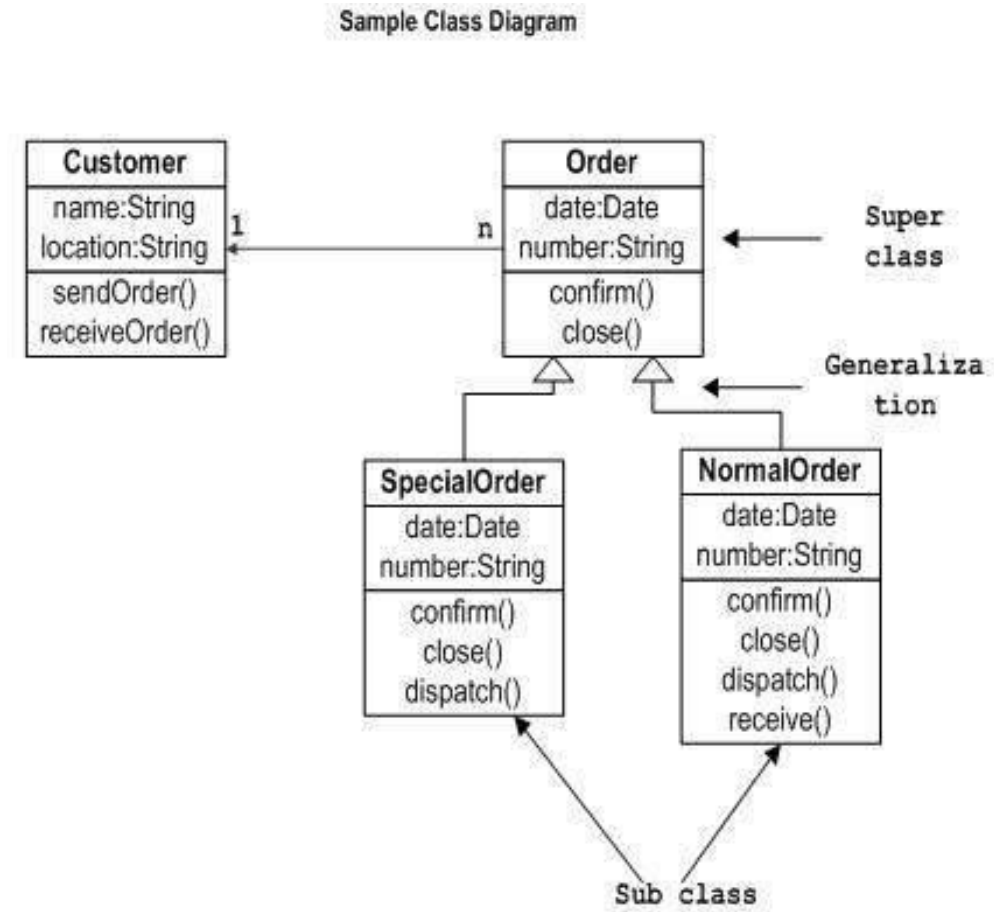 Sample Class Diagram
Customer
name:String
location:String
sendOrder()
receiveOrder()
1
n
Order
date:Date
number:String
confirm()
close()
Super
class
Generaliza
tion
SpecialOrder
date:Date
number:String
confirm()
close()
dispatch()
NormalOrder
date:Date
number:String
confirm()
close()
dispatch()
receive()
Sub class